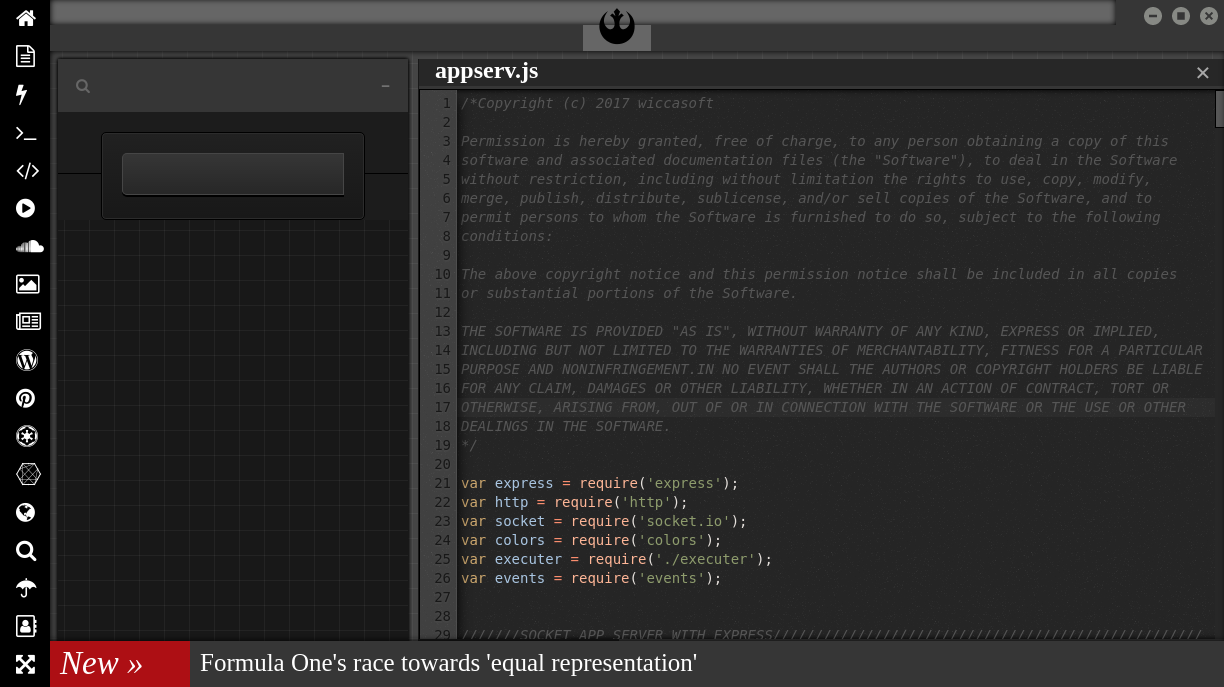 appserv.js
1 /*Copyright (c) 2017 wiccasoft
2
3 Permission is hereby granted, free of charge, to any person obtaining a copy of this
4 software and associated documentation files (the "Software"), to deal in the Software
5 without restriction, including without limitation the rights to use, copy, modify,
6 merge, publish, distribute, sublicense, and/or sell copies of the Software, and to
7 permit persons to whom the Software is furnished to do so, subject to the following
8 conditions:
9
10 The above copyright notice and this permission notice shall be included in all copies
11 or substantial portions of the Software.
12
13 THE SOFTWARE IS PROVIDED "AS IS", WITHOUT WARRANTY OF ANY KIND, EXPRESS OR IMPLIED,
14 INCLUDING BUT NOT LIMITED TO THE WARRANTIES OF MERCHANTABILITY, FITNESS FOR A PARTICULAR
15 PURPOSE AND NONINFRINGEMENT.IN NO EVENT SHALL THE AUTHORS OR COPYRIGHT HOLDERS BE LIABLE
16 FOR ANY CLAIM, DAMAGES OR OTHER LIABILITY, WHETHER IN AN ACTION OF CONTRACT, TORT OR
17 OTHERWISE, ARISING FROM, OUT OF OR IN CONNECTION WITH THE SOFTWARE OR THE USE OR OTHER
18 DEALINGS IN THE SOFTWARE.
19 */
20
21 var express = require('express');
22 var http = require('http');
23 var socket = require('socket.io');
24 var colors = require('colors');
25 var executer = require('./executer');
26 var events = require('events');
27
28
29 ///////SOCKET APP SERVER WITH EXPRESS///////////////////////////////////////////////////
New » Formula One's race towards 'equal representation'